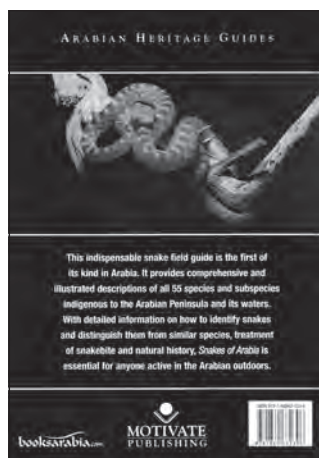 ARABIAN HERITAGE GUIDES
This indispensable snake field guide is the first of
its kind in Arabia. It provides comprehensive and
illustrated descriptions of all 55 species and subspecies
indigenous to the Arabian Peninsula and its waters.
With detailed information on how to identify snakes
and distinguish them from similar species, treatment
of snakebite and natural history, Snakes of Arabia is
essential for anyone active in the Arabian outdoors.
booksarabia.com
MOTIVATE
PUBLISHING